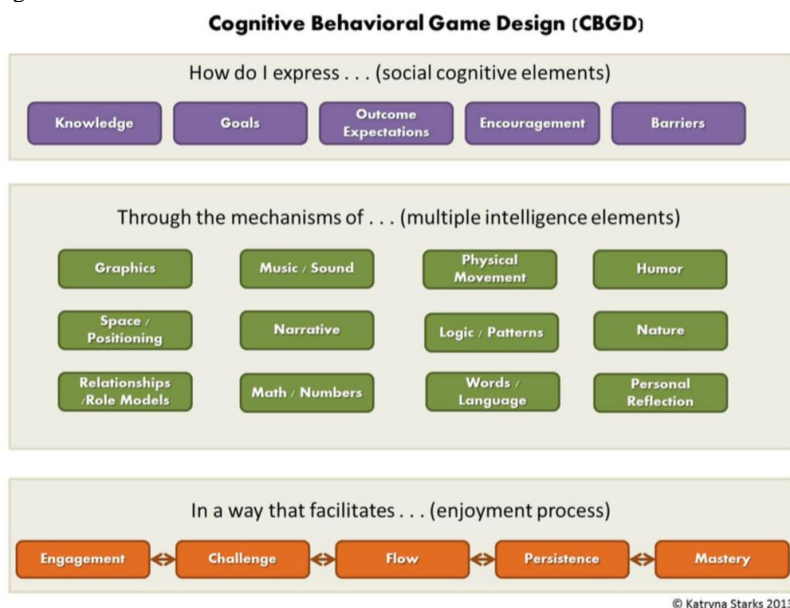 Cognitive Behavioral Game Design (CBGD)
How do I express . . . (social cognitive elements)
Knowledge
Goals
Outcome
Expectations
Encouragement
Barriers
Through the mechanisms of . . . (multiple intelligence elements)
Graphics
Music / Sound
Physical
Movement
Humor
Space /
Positioning
Narrative
Logic / Patterns
Nature
Relationships
/Role Models
Math / Numbers
Words /
Language
Personal
Reflection
In a way that facilitates . . . (enjoyment process)
Engagement
Challenge
Flow
Persistence
Mastery
© Katryna Starks 2013